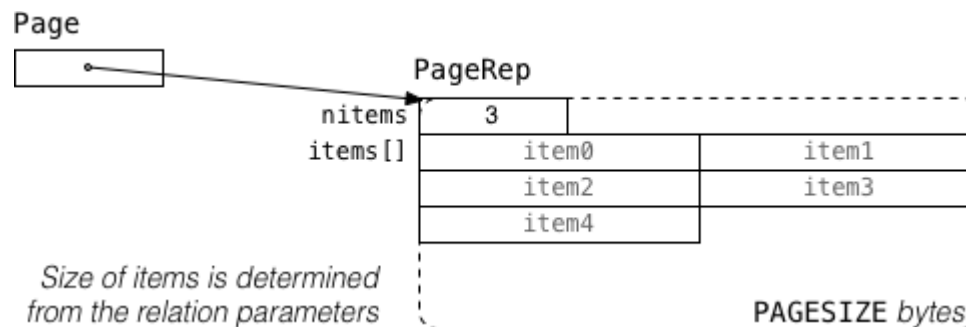 Page
PageRep
nitems 3
items[] item0 item1
item2 item3
item4
Size of items is determined
from the relation parameters
PAGESIZE bytes